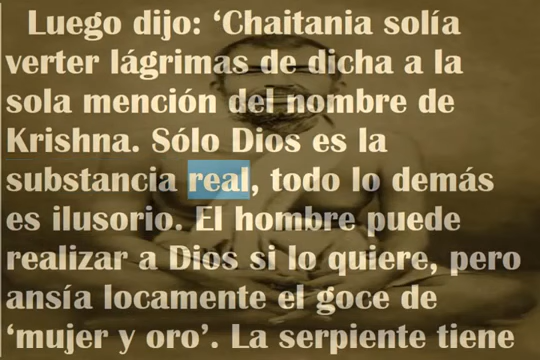 Luego dijo: ‘Chaitania solía
verter lágrimas de dicha a la
sola mención del nombre de
Krishna. Sólo Dios es la
substancia real, todo lo demás
es ilusorio. El hombre puede
realizar a Dios si lo quiere, pero
ansía locamente el goce de
‘mujer y oro’. La serpiente tiene